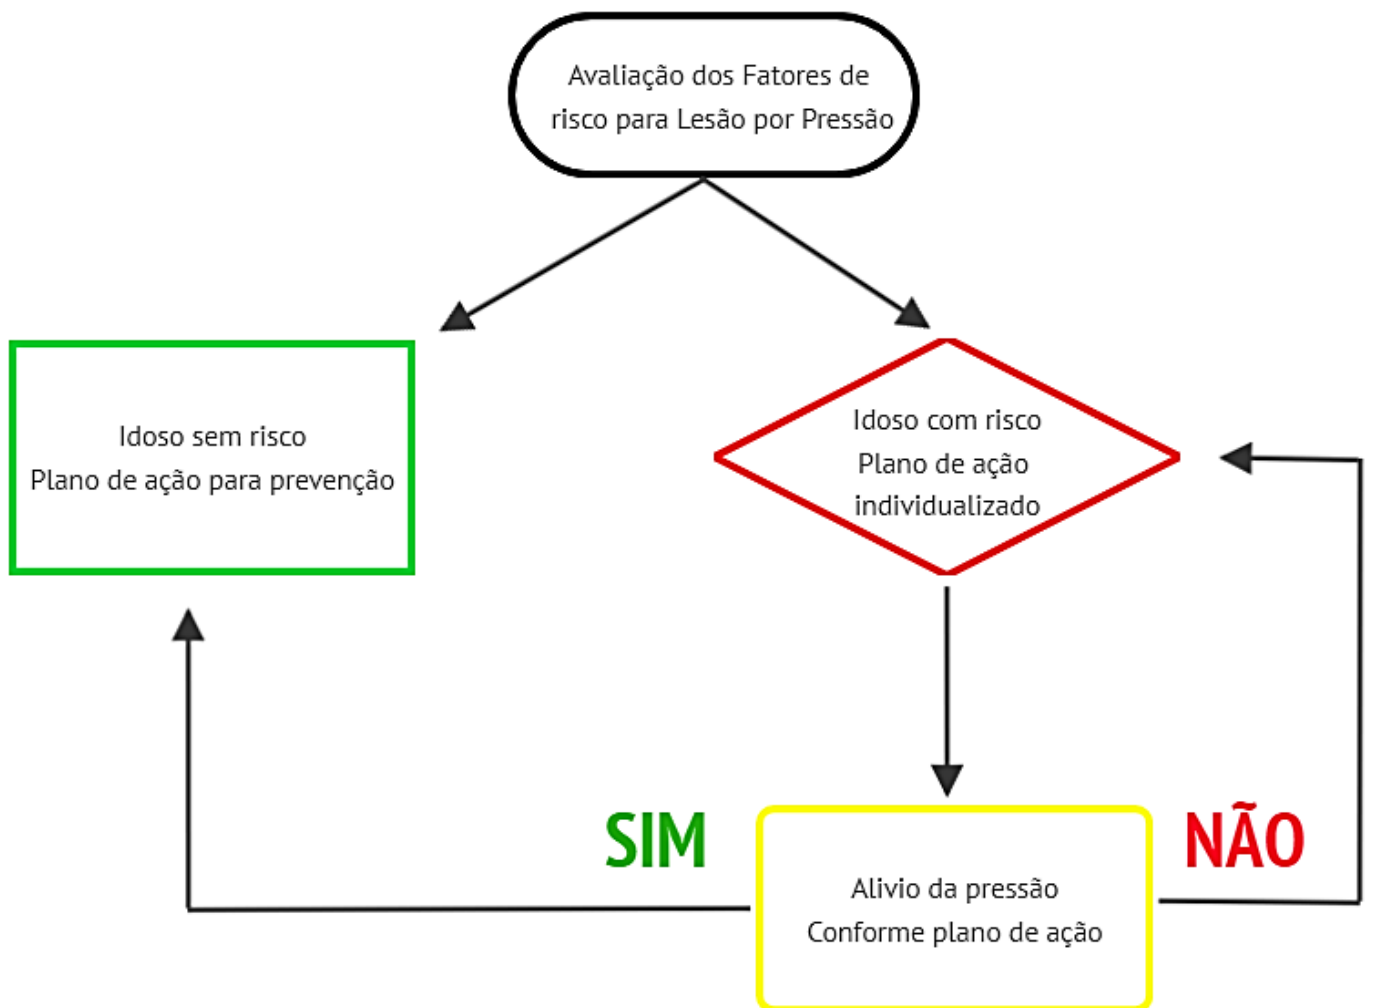 Avaliação dos Fatores de
risco para Lesão por Pressão
Idoso sem risco
Plano de ação para prevenção
Idoso com risco
Plano de ação
individualizado
SIM
NÃO
Alivio da pressão
Conforme plano de ação